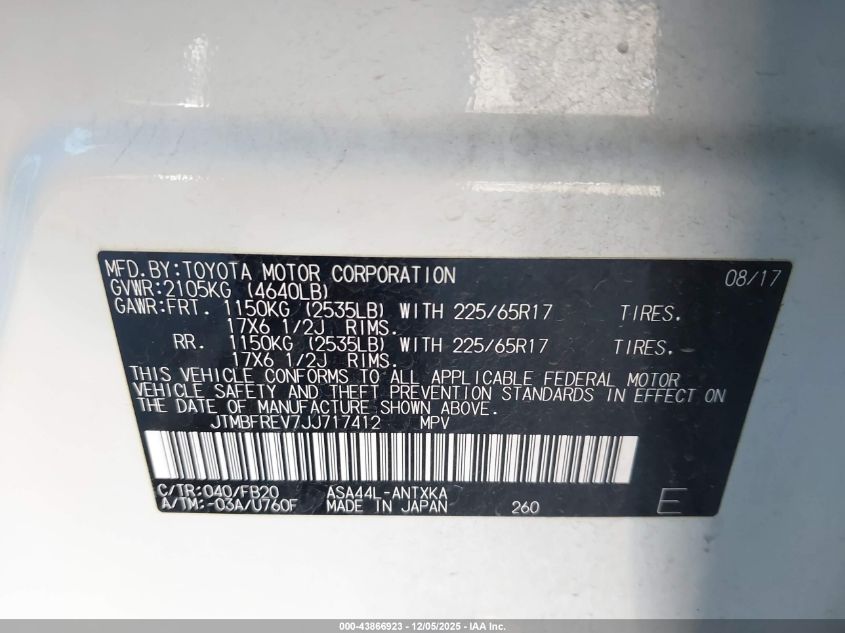 MFD.BY:TOYOTA MOTOR CORPORATION 08/17
GVWR:2105KG (4640LB)
GAWR:FRT. 1150KG (2535LB) WITH 225/65R17 TIRES.
17X6 1/2J RIMS.
RR. 1150KG (2535LB) WITH 225/65R17 TIRES.
17X6 1/2J RIMS.
THIS VEHICLE CONFORMS TO ALL APPLICABLE FEDERAL MOTOR
VEHICLE SAFETY AND THEFT PREVENTION STANDARDS IN EFFECT ON
THE DATE OF MANUFACTURE SHOWN ABOVE.
JTMBFREV7JJ717412 MPV
C/TR:040/FB20 ASA44L-ANTXKA
A/TM:-03A/U760F MADE IN JAPAN 260 E
000-43866923 - 12/05/2025 - IAA Inc.